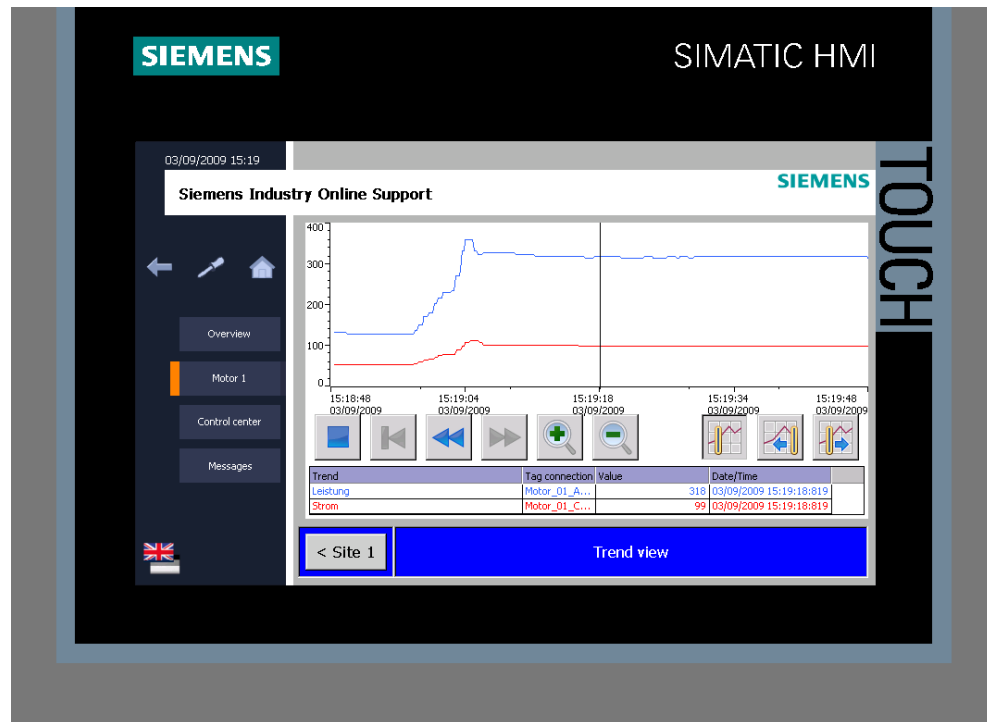 SIEMENS
SIMATIC HMI
TOUCH
03/09/2009 15:19
SIEMENS
Siemens Industry Online Support
400
300
200
100
0
15:18:48 15:19:04 15:19:18 15:19:34 15:19:48
03/09/2009 03/09/2009 03/09/2009 03/09/2009 03/09/2009
Overview
Motor 1
Control center
Messages
Trend Tag connection Value Date/Time
Leistung Motor_01_A... 318 03/09/2009 15:19:18:819
Strom Motor_01_C... 99 03/09/2009 15:19:18:819
< Site 1 Trend view